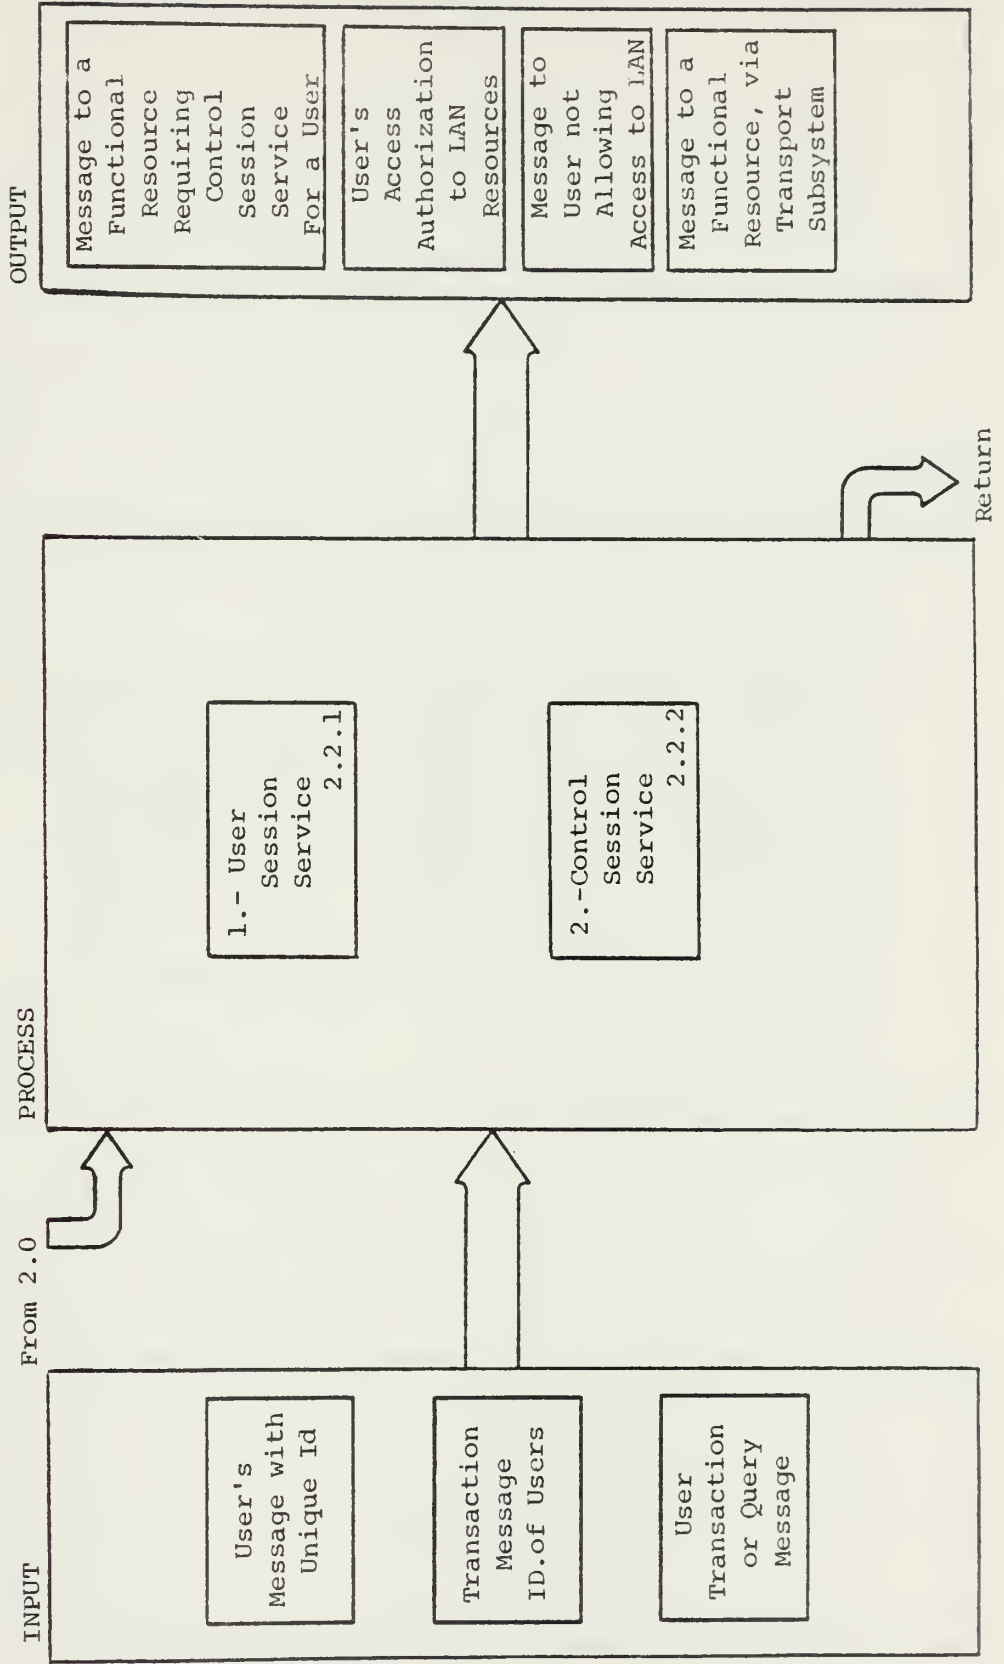 INPUT
From 2.0
PROCESS
OUTPUT
User's
Message with
Unique Id
Transaction
Message
ID.of Users
User
Transaction
or Query
Message
1.- User
Session
Service
2.2.1
2.-Control
Session
Service
2.2.2
Message to a
Functional
Resource
Requiring
Control
Session
Service
For a User
User's
Access
Authorization
to LAN
Resources
Message to
User not
Allowing
Access to LAN
Message to a
Functional
Resource, via
Transport
Subsystem
Return